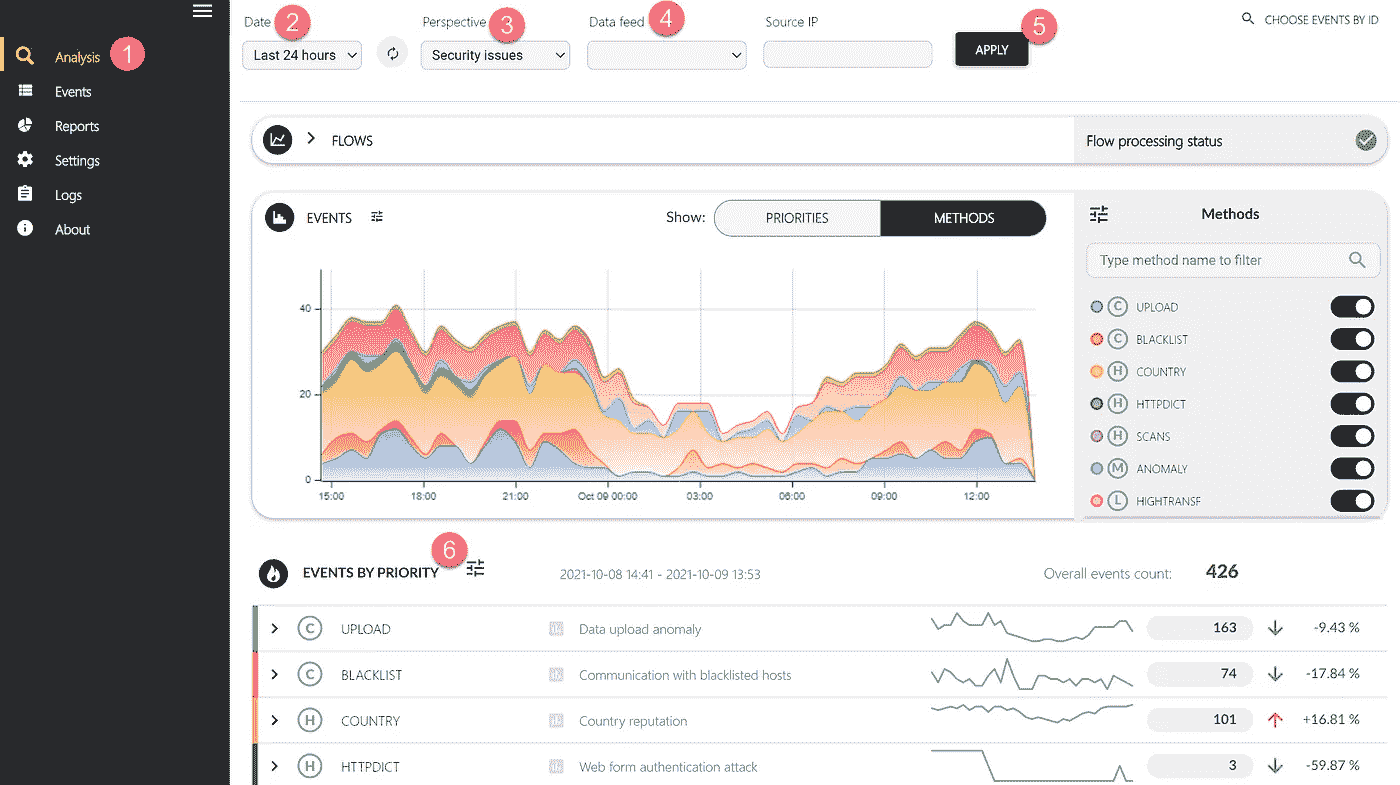 Date 2 Perspective 3 Data feed 4 Source IP
5
CHOOSE EVENTS BY ID
Last 24 hours Security issues APPLY
Analysis 1
Events
Reports
Settings
Logs
About
FLOWS Flow processing status
EVENTS Show: PRIORITIES METHODS
Methods
Type method name to filter
C UPLOAD
C BLACKLIST
H COUNTRY
H HTTPDICT
H SCANS
M ANOMALY
L HIGHTRANSF
40
20
0
15:00 18:00 21:00 Oct 09 00:00 03:00 06:00 09:00 12:00
6
EVENTS BY PRIORITY 2021-10-08 14:41 - 2021-10-09 13:53 Overall events count: 426
C UPLOAD Data upload anomaly 163 -9.43 %
C BLACKLIST Communication with blacklisted hosts 74 -17.84 %
H COUNTRY Country reputation 101 +16.81 %
H HTTPDICT Web form authentication attack 3 -59.87 %